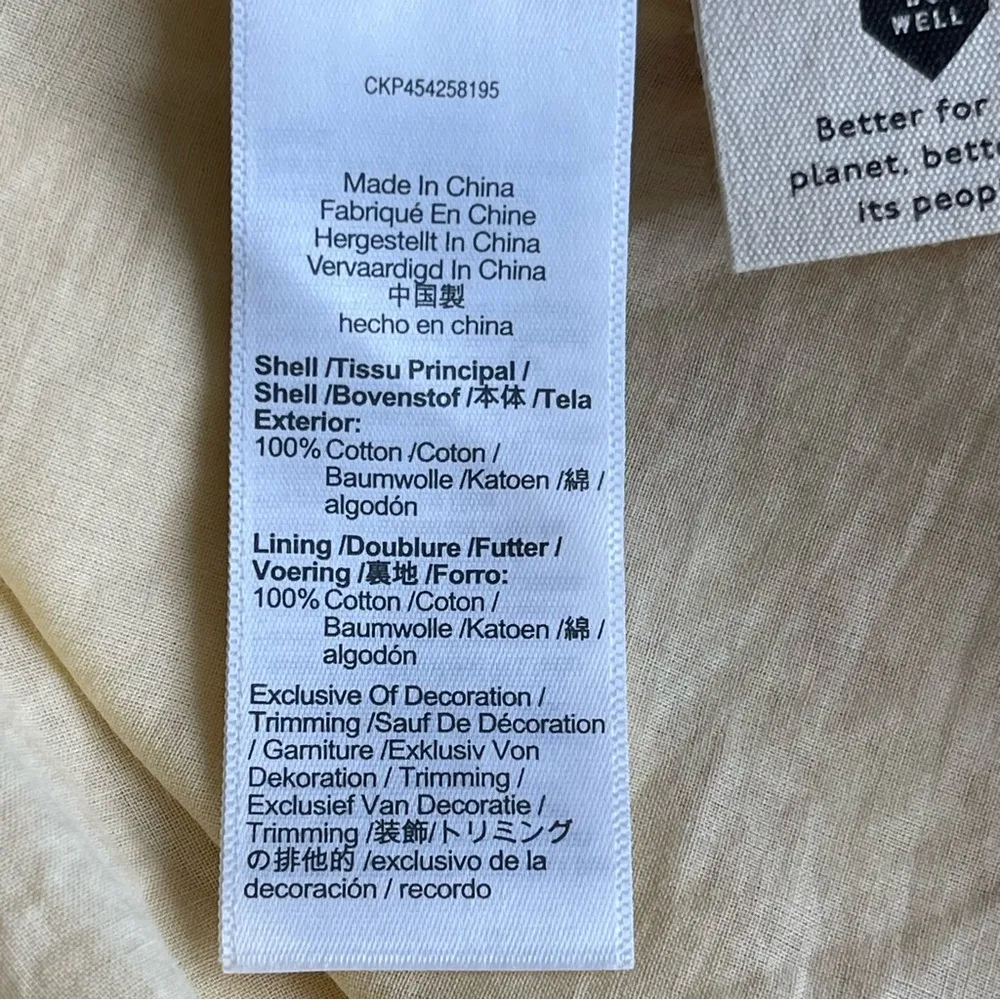 CKP454258195
Made In China
Fabriqué En Chine
Hergestellt In China
Vervaardigd In China
中国製
hecho en china
Shell /Tissu Principal /
Shell /Bovenstof /本体 /Tela
Exterior:
100% Cotton /Coton /
Baumwolle /Katoen /綿 /
algodón
Lining /Doublure /Futter /
Voering /裏地 /Forro:
100% Cotton /Coton /
Baumwolle /Katoen /綿 /
algodón
Exclusive Of Decoration /
Trimming /Sauf De Décoration
/ Garniture /Exklusiv Von
Dekoration / Trimming /
Exclusief Van Decoratie /
Trimming /装飾/トリミング
の排他的 /exclusivo de la
decoración / recordo
WELL
Better for
planet,
its